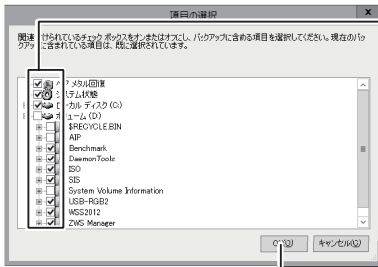 項目の選択
x
関連 けられているチェック ボックスをオンまたはオフにし、バックアップに含める項目を選択してください。現在のバッ
クアッ に含まれている項目は、既に選択されています。
メタル回復
ステム状態
ーカル ディスク (C:)
ューム (D:)
$RECYCLE.BIN
AIP
Benchmark
DaemonTools
ISO
SIS
System Volume Information
USB-RGB2
WSS2012
ZWS Manager
キャンセル(C)